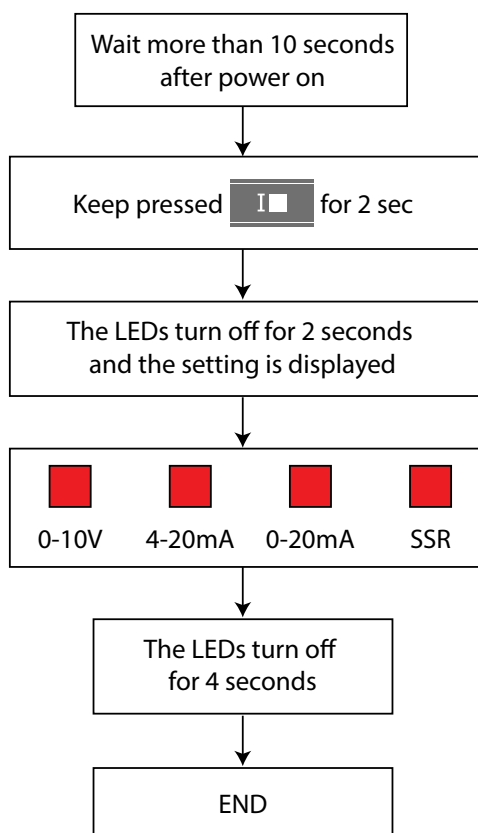 Wait more than 10 seconds
after power on
Keep pressed I for 2 sec
The LEDs turn off for 2 seconds
and the setting is displayed
0-10V 4-20mA 0-20mA SSR
The LEDs turn off
for 4 seconds
END